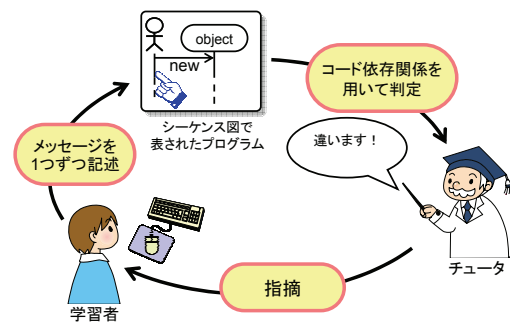 object
new
シーケンス図で
表されたプログラム
コード依存関係を
用いて判定
違います！
チュータ
指摘
学習者
メッセージを
1つずつ記述